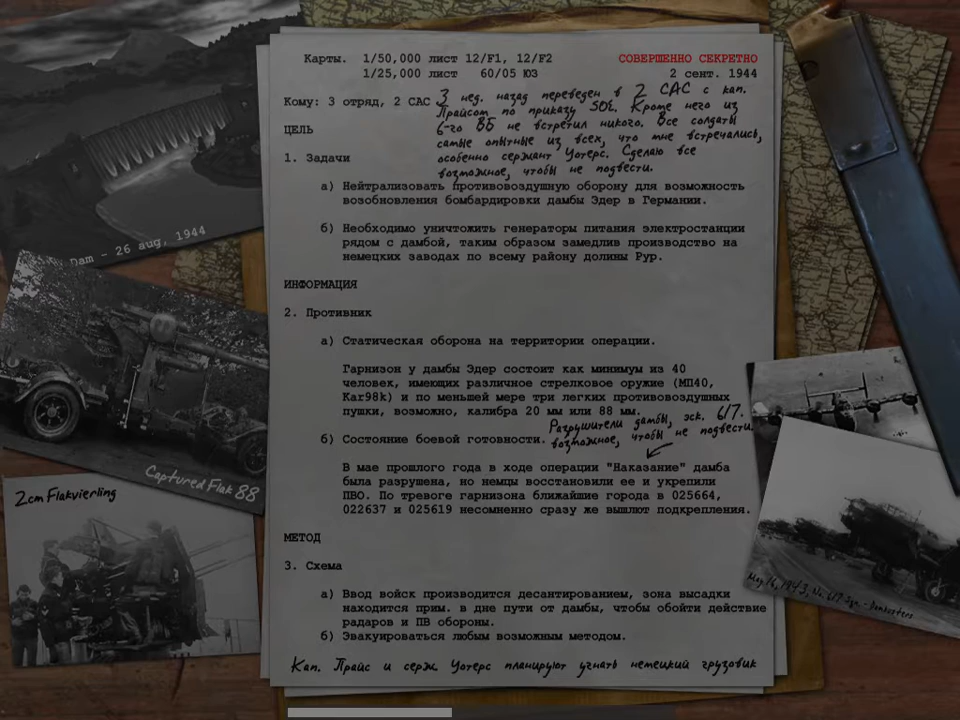 Карты. 1/50,000 лист 12/F1, 12/F2
СОВЕРШЕННО СЕКРЕТНО
1/25,000 лист 60/05 ЮЗ
2 сент. 1944
Кому: 3 отряд, 2 САС
3 нед. назад переведен в 2 САС с кап.
Прайсом по приказу SOE. Кроме него из
6-го ВБ не встретил никого. Все солдаты
самые опытные из всех, что мне встречались,
особенно сержант Уотерс. Сделаю все
возможное, чтобы не подвести.
ЦЕЛЬ
1. Задачи
а) Нейтрализовать противовоздушную оборону для возможность
возобновления бомбардировки дамбы Эдер в Германии.
б) Необходимо уничтожить генераторы питания электростанции
рядом с дамбой, таким образом замедлив производство на
немецких заводах по всему району долины Рур.
ИНФОРМАЦИЯ
2. Противник
а) Статическая оборона на территории операции.
Гарнизон у дамбы Эдер состоит как минимум из 40
человек, имеющих различное стрелковое оружие (МП40,
Kar98k) и по меньшей мере три легких противовоздушных
пушки, возможно, калибра 20 мм или 88 мм.
Разрушители дамбы, эск. 617.
возможное, чтобы не подвести
б) Состояние боевой готовности.
В мае прошлого года в ходе операции "Наказание" дамба
была разрушена, но немцы восстановили ее и укрепили
ПВО. По тревоге гарнизона ближайшие города в 025664,
022637 и 025619 несомненно сразу же вышлют подкрепления.
МЕТОД
3. Схема
а) Ввод войск производится десантированием, зона высадки
находится прим. в дне пути от дамбы, чтобы обойти действие
радаров и ПВ обороны.
б) Эвакуироваться любым возможным методом.
Кап. Прайс и серж. Уотерс планируют угнать немецкий грузовик
Dam - 26 aug, 1944
Captured Flak 88
2cm Flakvierling
May 16, 1943, No. 617 Sqn. - Dambusters